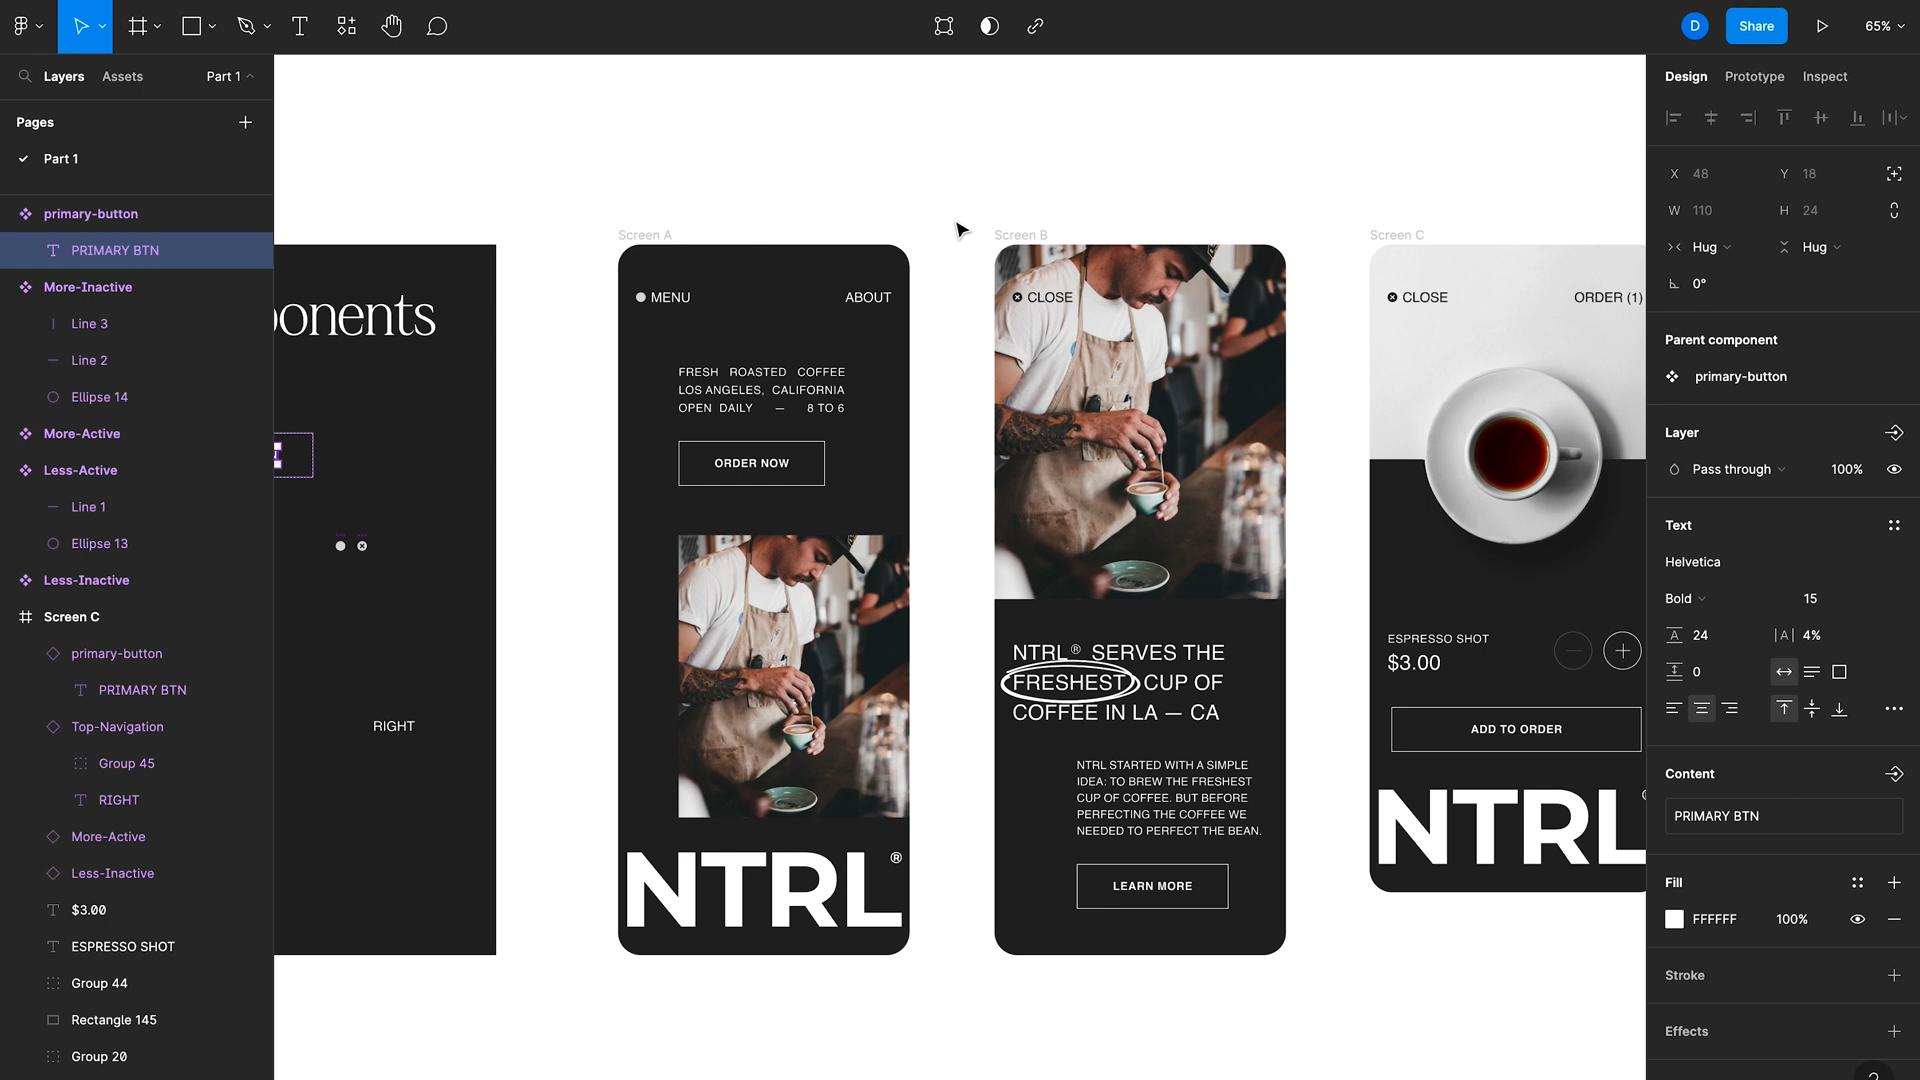 D
Share
65%
Layers
Assets
Part 1
Pages
Part 1
primary-button
PRIMARY BTN
More-Inactive
Line 3
Line 2
Ellipse 14
More-Active
Less-Active
Line 1
Ellipse 13
Less-Inactive
Screen C
primary-button
PRIMARY BTN
Top-Navigation
Group 45
RIGHT
More-Active
Less-Inactive
$3.00
ESPRESSO SHOT
Group 44
Rectangle 145
Group 20
onents
RIGHT
Screen A
MENU
ABOUT
FRESH ROASTED COFFEE
LOS ANGELES, CALIFORNIA
OPEN DAILY — 8 TO 6
ORDER NOW
NTRL®
Screen B
CLOSE
NTRL® SERVES THE
FRESHEST CUP OF
COFFEE IN LA — CA
NTRL STARTED WITH A SIMPLE
IDEA: TO BREW THE FRESHEST
CUP OF COFFEE. BUT BEFORE
PERFECTING THE COFFEE WE
NEEDED TO PERFECT THE BEAN.
LEARN MORE
Screen C
CLOSE
ORDER (1)
ESPRESSO SHOT
$3.00
ADD TO ORDER
NTRL
Design
Prototype
Inspect
X 48
Y 18
W 110
H 24
Hug
Hug
0°
Parent component
primary-button
Layer
Pass through
100%
Text
Helvetica
Bold
15
24
4%
0
Content
PRIMARY BTN
Fill
FFFFFF
100%
Stroke
Effects